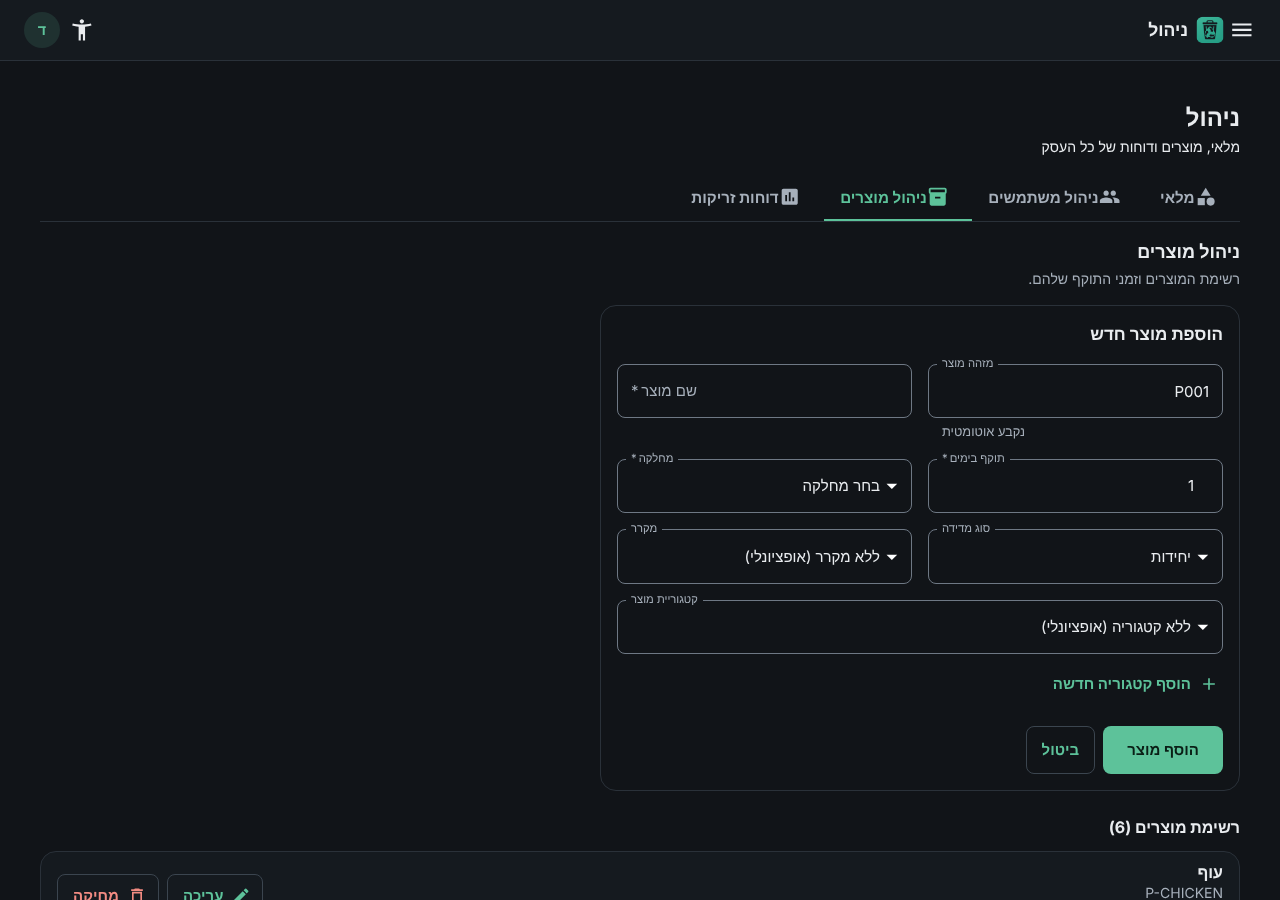 ניהול
ד
ניהול
מלאי, מוצרים ודוחות של כל העסק
מלאי
ניהול משתמשים
ניהול מוצרים
דוחות זריקות
ניהול מוצרים
רשימת המוצרים וזמני התוקף שלהם.
הוספת מוצר חדש
מזהה מוצר
P001
שם מוצר *
נקבע אוטומטית
תוקף בימים *
1
מחלקה *
בחר מחלקה
סוג מדידה
יחידות
מקרר
ללא מקרר (אופציונלי)
קטגוריית מוצר
ללא קטגוריה (אופציונלי)
הוסף קטגוריה חדשה
הוסף מוצר
ביטול
רשימת מוצרים (6)
עוף
P-CHICKEN
עריכה
מחיקה